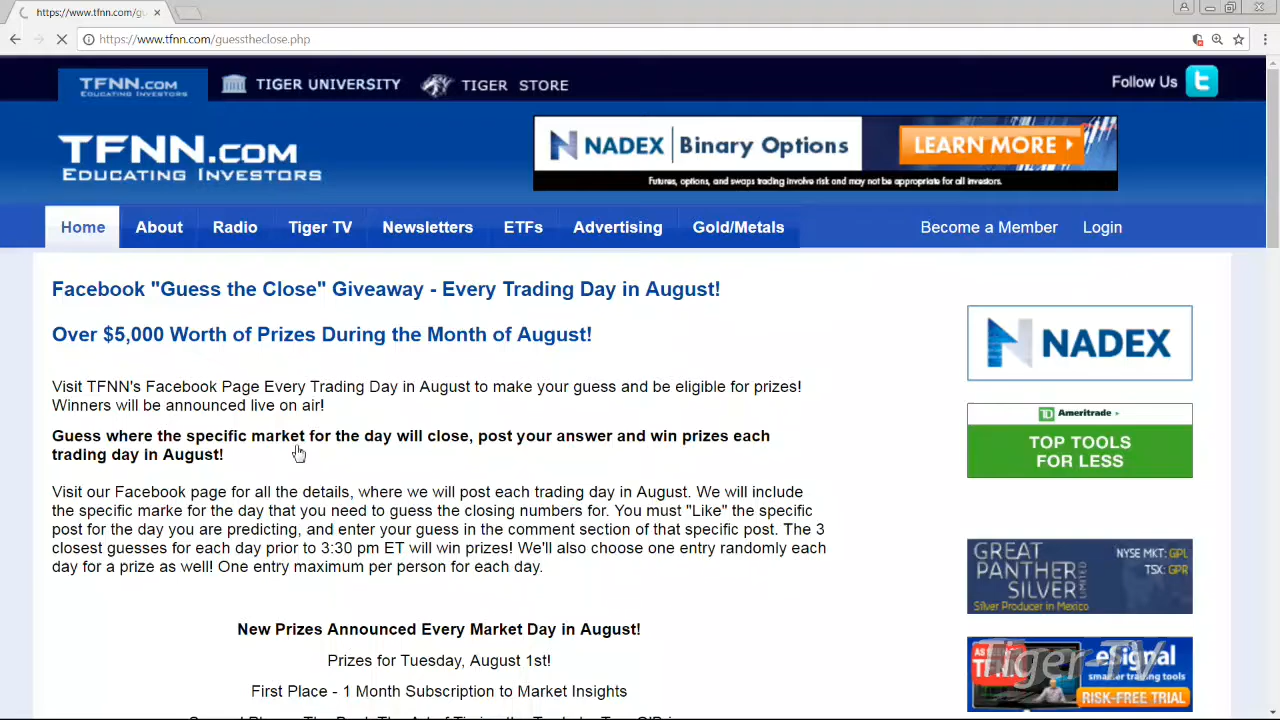 https://www.tfnn.com/gu
https://www.tfnn.com/guesstheclose.php
TFNN.COM
EDUCATING INVESTORS
TIGER UNIVERSITY
TIGER STORE
Follow Us
TFNN.COM
EDUCATING INVESTORS
NADEX Binary Options
LEARN MORE
Futures, options, and swaps trading involve risk and may not be appropriate for all investors.
Home About Radio Tiger TV Newsletters ETFs Advertising Gold/Metals Become a Member Login
Facebook "Guess the Close" Giveaway - Every Trading Day in August!
Over $5,000 Worth of Prizes During the Month of August!
Visit TFNN's Facebook Page Every Trading Day in August to make your guess and be eligible for prizes!
Winners will be announced live on air!
Guess where the specific market for the day will close, post your answer and win prizes each
trading day in August!
Visit our Facebook page for all the details, where we will post each trading day in August. We will include
the specific marke for the day that you need to guess the closing numbers for. You must "Like" the specific
post for the day you are predicting, and enter your guess in the comment section of that specific post. The 3
closest guesses for each day prior to 3:30 pm ET will win prizes! We'll also choose one entry randomly each
day for a prize as well! One entry maximum per person for each day.
New Prizes Announced Every Market Day in August!
Prizes for Tuesday, August 1st!
First Place - 1 Month Subscription to Market Insights
NADEX
TD Ameritrade
TOP TOOLS
FOR LESS
GREAT
PANTHER
SILVER
LIMITED
Silver Producer in Mexico
NYSE MKT: GPL
TSX: GPR
AS SEEN ON
eSignal
smarter trading tools
RISK-FREE TRIAL
Tiger-TV